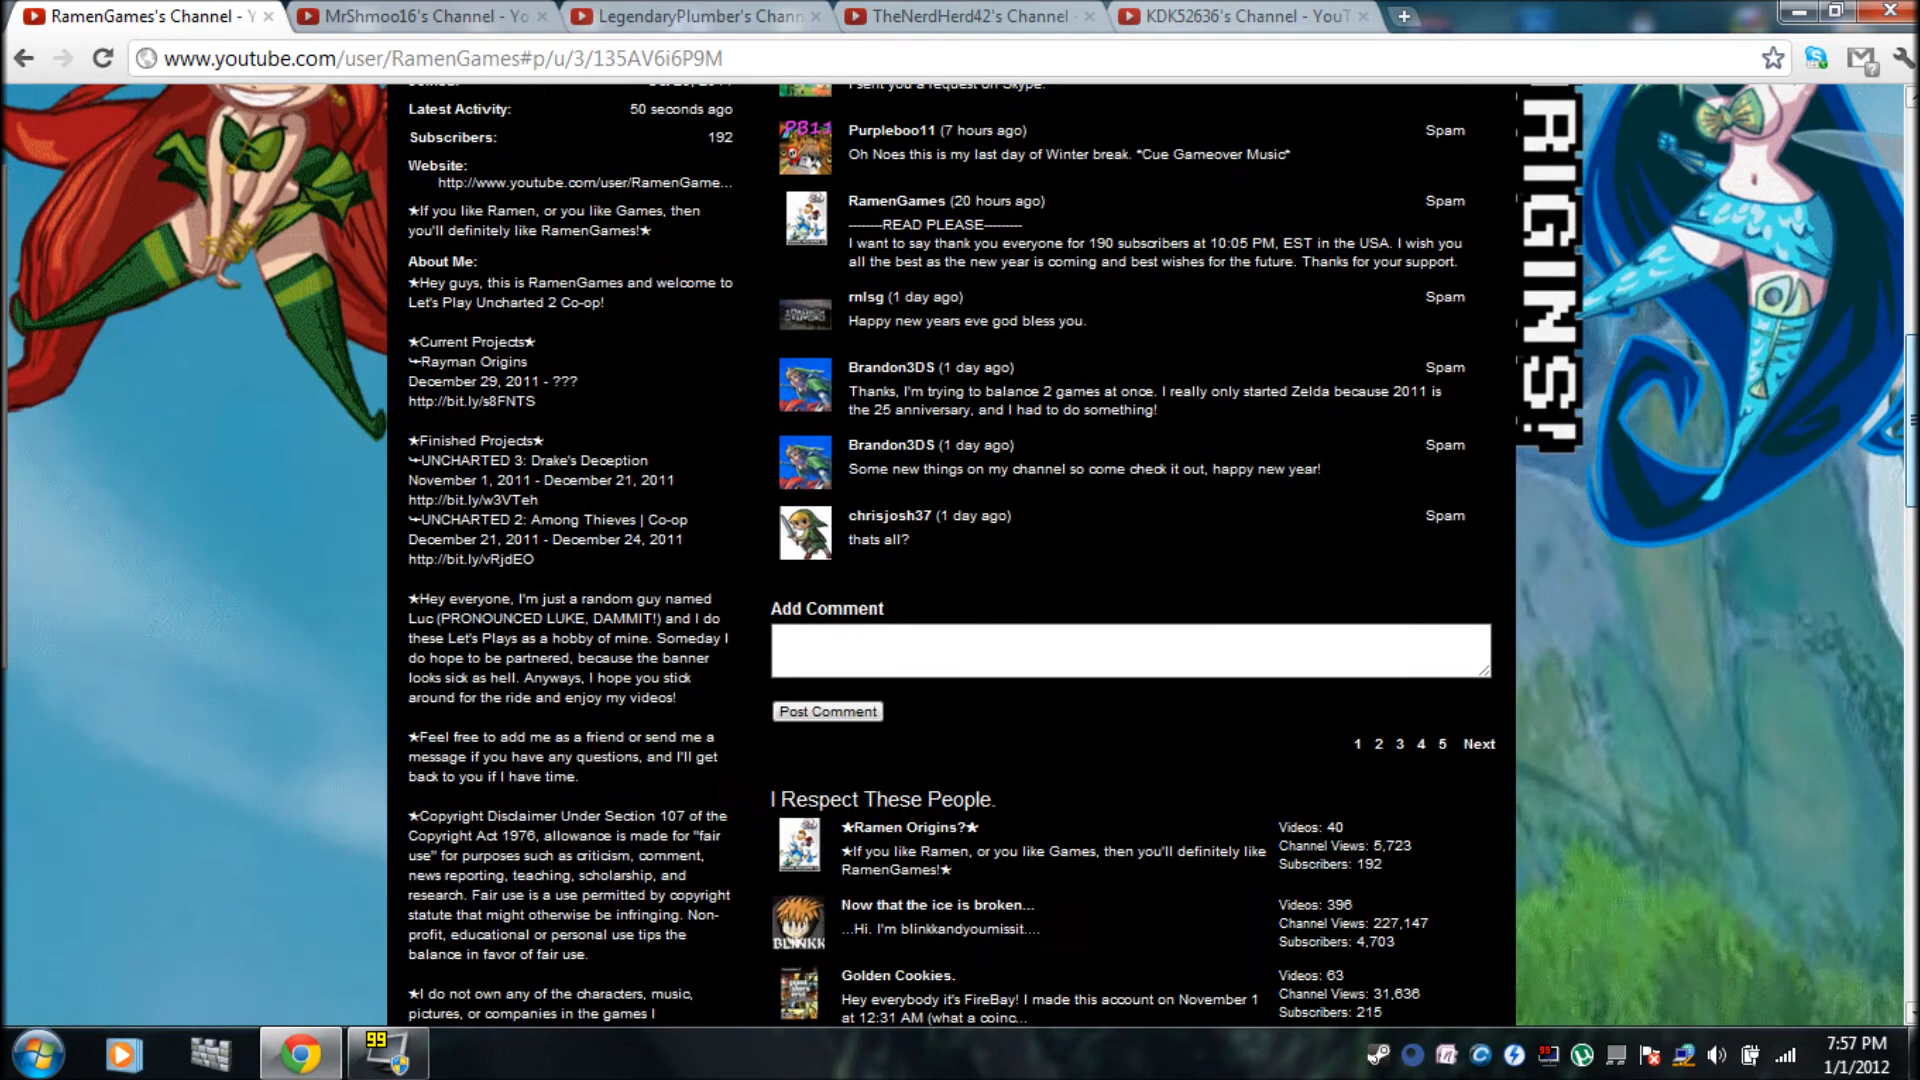 RamenGames's Channel - Y
MrShmoo16's Channel - Yo
LegendaryPlumber's Chann
TheNerdHerd42's Channel -
KDK52636's Channel - YouT
www.youtube.com/user/RamenGames#p/u/3/135AV6i6P9M
Latest Activity: 50 seconds ago
Subscribers: 192
Website:
http://www.youtube.com/user/RamenGame...
★If you like Ramen, or you like Games, then
you'll definitely like RamenGames!★
About Me:
★Hey guys, this is RamenGames and welcome to
Let's Play Uncharted 2 Co-op!
★Current Projects★
↪Rayman Origins
December 29, 2011 - ???
http://bit.ly/s8FNTS
★Finished Projects★
↪UNCHARTED 3: Drake's Deception
November 1, 2011 - December 21, 2011
http://bit.ly/w3VTeh
↪UNCHARTED 2: Among Thieves | Co-op
December 21, 2011 - December 24, 2011
http://bit.ly/vRjdEO
★Hey everyone, I'm just a random guy named
Luc (PRONOUNCED LUKE, DAMMIT!) and I do
these Let's Plays as a hobby of mine. Someday I
do hope to be partnered, because the banner
looks sick as hell. Anyways, I hope you stick
around for the ride and enjoy my videos!
★Feel free to add me as a friend or send me a
message if you have any questions, and I'll get
back to you if I have time.
★Copyright Disclaimer Under Section 107 of the
Copyright Act 1976, allowance is made for "fair
use" for purposes such as criticism, comment,
news reporting, teaching, scholarship, and
research. Fair use is a use permitted by copyright
statute that might otherwise be infringing. Non-
profit, educational or personal use tips the
balance in favor of fair use.
★I do not own any of the characters, music,
pictures, or companies in the games I
I sent you a request on Skype.
PB11
Purpleboo11 (7 hours ago) Spam
Oh Noes this is my last day of Winter break. *Cue Gameover Music*
RamenGames (20 hours ago) Spam
--------READ PLEASE---------
I want to say thank you everyone for 190 subscribers at 10:05 PM, EST in the USA. I wish you
all the best as the new year is coming and best wishes for the future. Thanks for your support.
rnlsg (1 day ago) Spam
Happy new years eve god bless you.
Brandon3DS (1 day ago) Spam
Thanks, I'm trying to balance 2 games at once. I really only started Zelda because 2011 is
the 25 anniversary, and I had to do something!
Brandon3DS (1 day ago) Spam
Some new things on my channel so come check it out, happy new year!
chrisjosh37 (1 day ago) Spam
thats all?
Add Comment
Post Comment
1 2 3 4 5 Next
I Respect These People.
★Ramen Origins?★
★If you like Ramen, or you like Games, then you'll definitely like
RamenGames!★
Videos: 40
Channel Views: 5,723
Subscribers: 192
BLINKK
Now that the ice is broken...
...Hi. I'm blinkkandyoumissit....
Videos: 396
Channel Views: 227,147
Subscribers: 4,703
Golden Cookies.
Hey everybody it's FireBay! I made this account on November 1
at 12:31 AM (what a coinc...
Videos: 63
Channel Views: 31,636
Subscribers: 215
RIGINS!
99
99
7:57 PM
1/1/2012